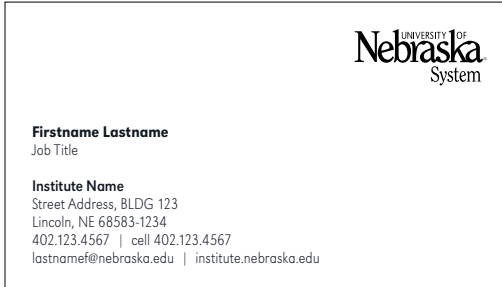 UNIVERSITY OF
Nebraska
System
Firstname Lastname
Job Title
Institute Name
Street Address, BLDG 123
Lincoln, NE 68583-1234
402.123.4567 | cell 402.123.4567
lastnamef@nebraska.edu | institute.nebraska.edu